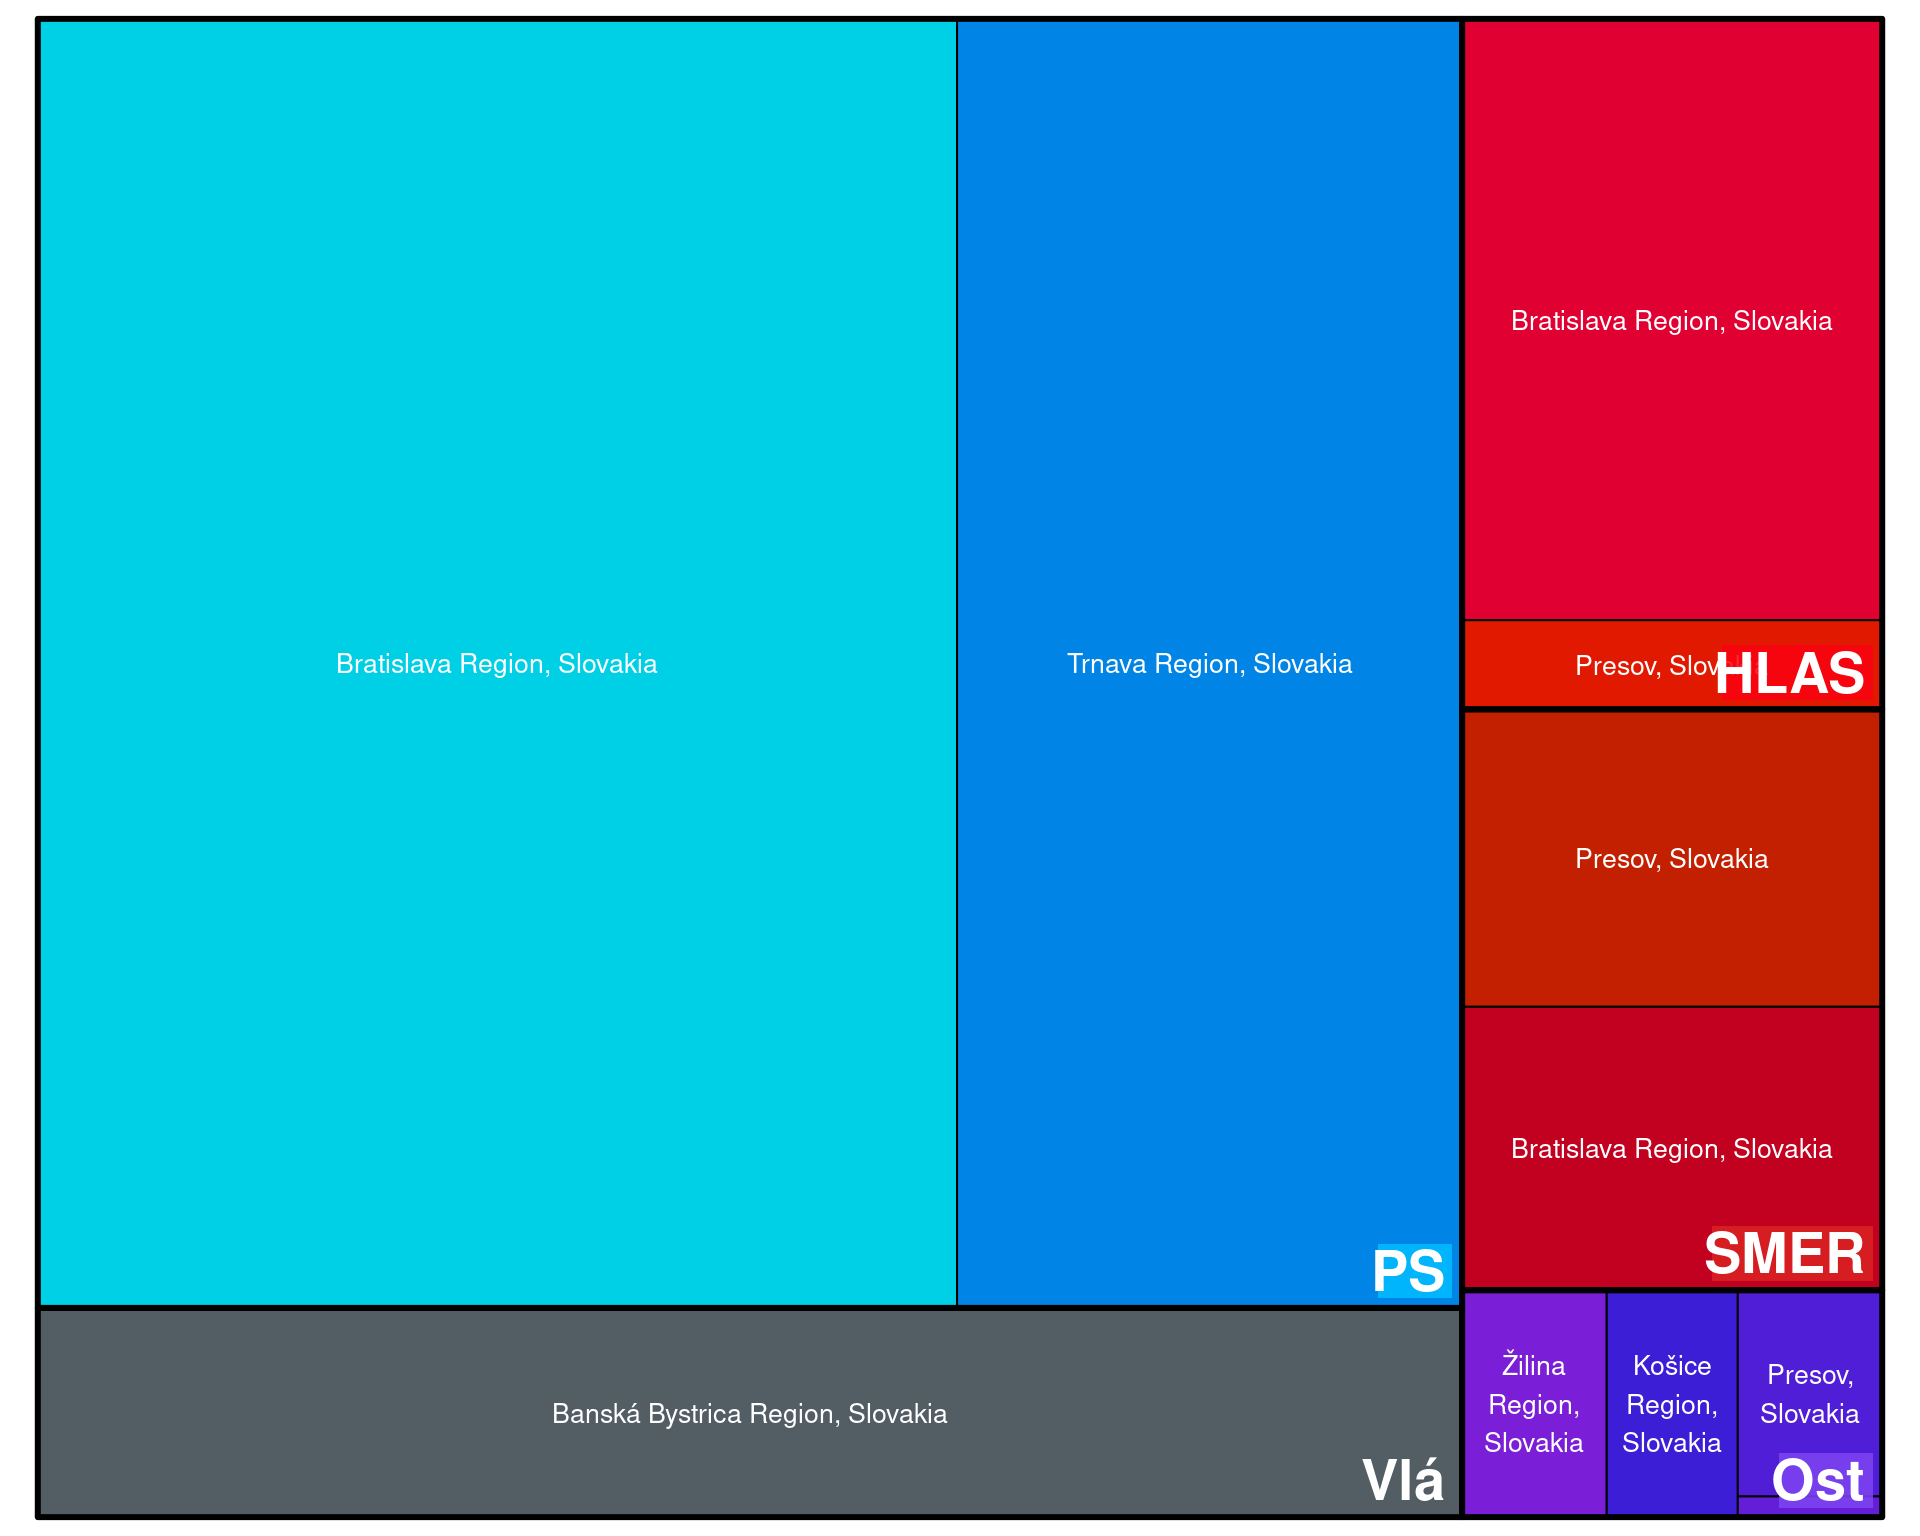 Bratislava Region, Slovakia
Trnava Region, Slovakia
PS
Banská Bystrica Region, Slovakia
Vlá
Bratislava Region, Slovakia
Presov, Slov
HLAS
Presov, Slovakia
Bratislava Region, Slovakia
SMER
Žilina
Region,
Slovakia
Košice
Region,
Slovakia
Presov,
Slovakia
Ost